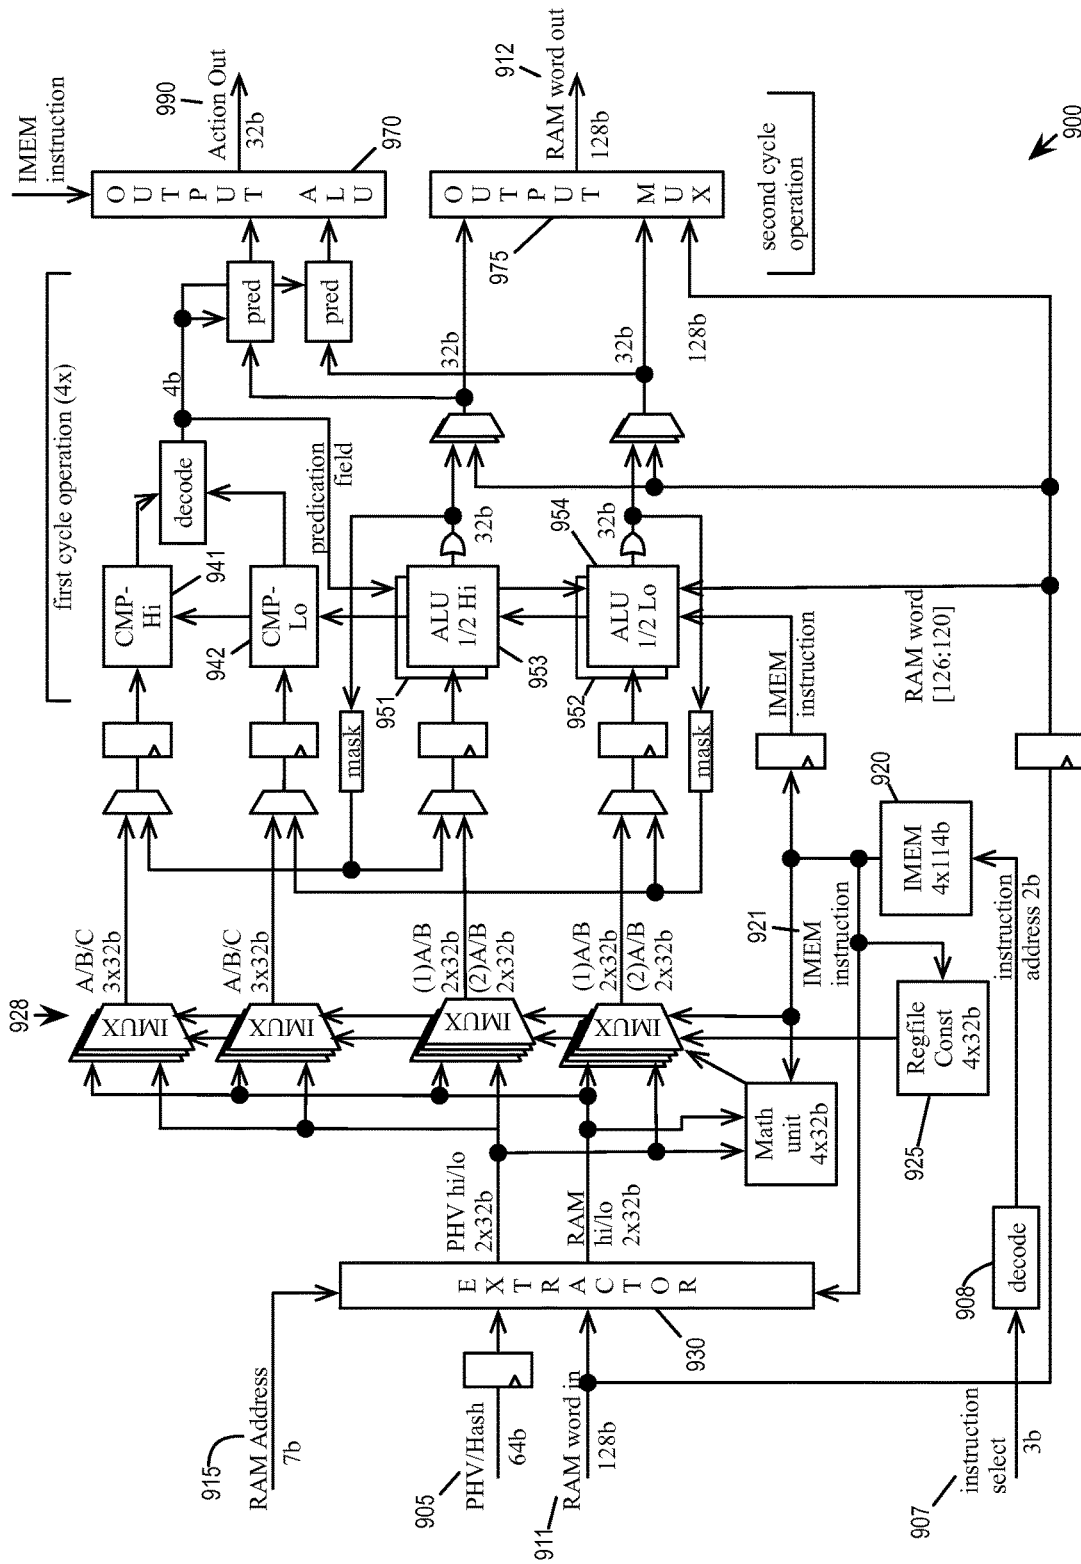 900
first cycle operation (4x)
second cycle
operation
IMEM
instruction
990
Action Out
32b
912
RAM word out
128b
OUTPUT ALU
970
OUTPUT MUX
975
pred
pred
4b
32b
32b
128b
decode
predication
field
CMP-
Hi
941
CMP-
Lo
942
ALU
1/2 Hi
951
953
32b
ALU
1/2 Lo
952
954
32b
mask
mask
IMEM
instruction
RAM word
[126:120]
928
A/B/C
3x32b
A/B/C
3x32b
(1)A/B
2x32b
(2)A/B
2x32b
(1)A/B
2x32b
(2)A/B
2x32b
IMUX
IMUX
IMUX
IMUX
921
IMEM
instruction
920
IMEM
4x114b
instruction
address 2b
Regfile
Const
4x32b
925
Math
unit
4x32b
PHV hi/lo
2x32b
RAM
hi/lo
2x32b
EXTRACTOR
930
908
decode
915
RAM Address
7b
905
PHV/Hash
64b
911
RAM word in
128b
907
instruction
select
3b